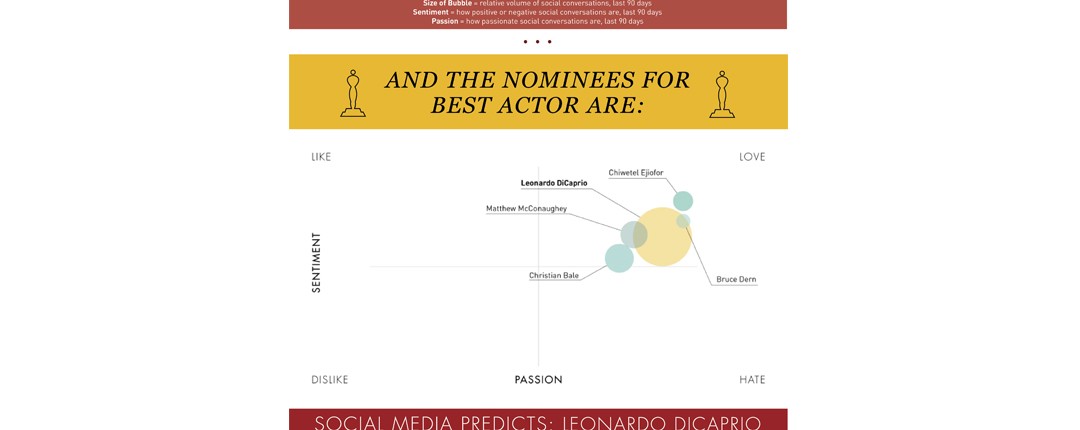 Size of Bubble = relative volume of social conversations, last 90 days
Sentiment = how positive or negative social conversations are, last 90 days
Passion = how passionate social conversations are, last 90 days
AND THE NOMINEES FOR
BEST ACTOR ARE:
LIKE
LOVE
Chiwetel Ejiofor
Leonardo DiCaprio
Matthew McConaughey
SENTIMENT
Christian Bale
Bruce Dern
DISLIKE
PASSION
HATE
SOCIAL MEDIA PREDICTS: LEONARDO DICAPRIO